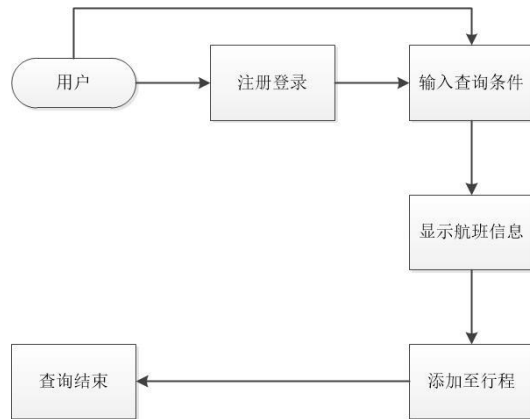 用户
注册登录
输入查询条件
显示航班信息
添加至行程
查询结束